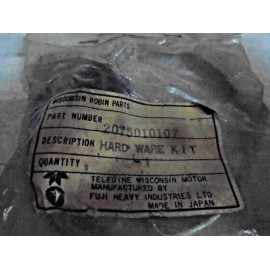 WISCONSIN ROBIN PARTS
PART NUMBER 2075010107
DESCRIPTION HARD WARE KIT
QUANTITY 1
TELEDYNE WISCONSIN MOTOR
MANUFACTURED BY
FUJI HEAVY INDUSTRIES LTD
MADE IN JAPAN